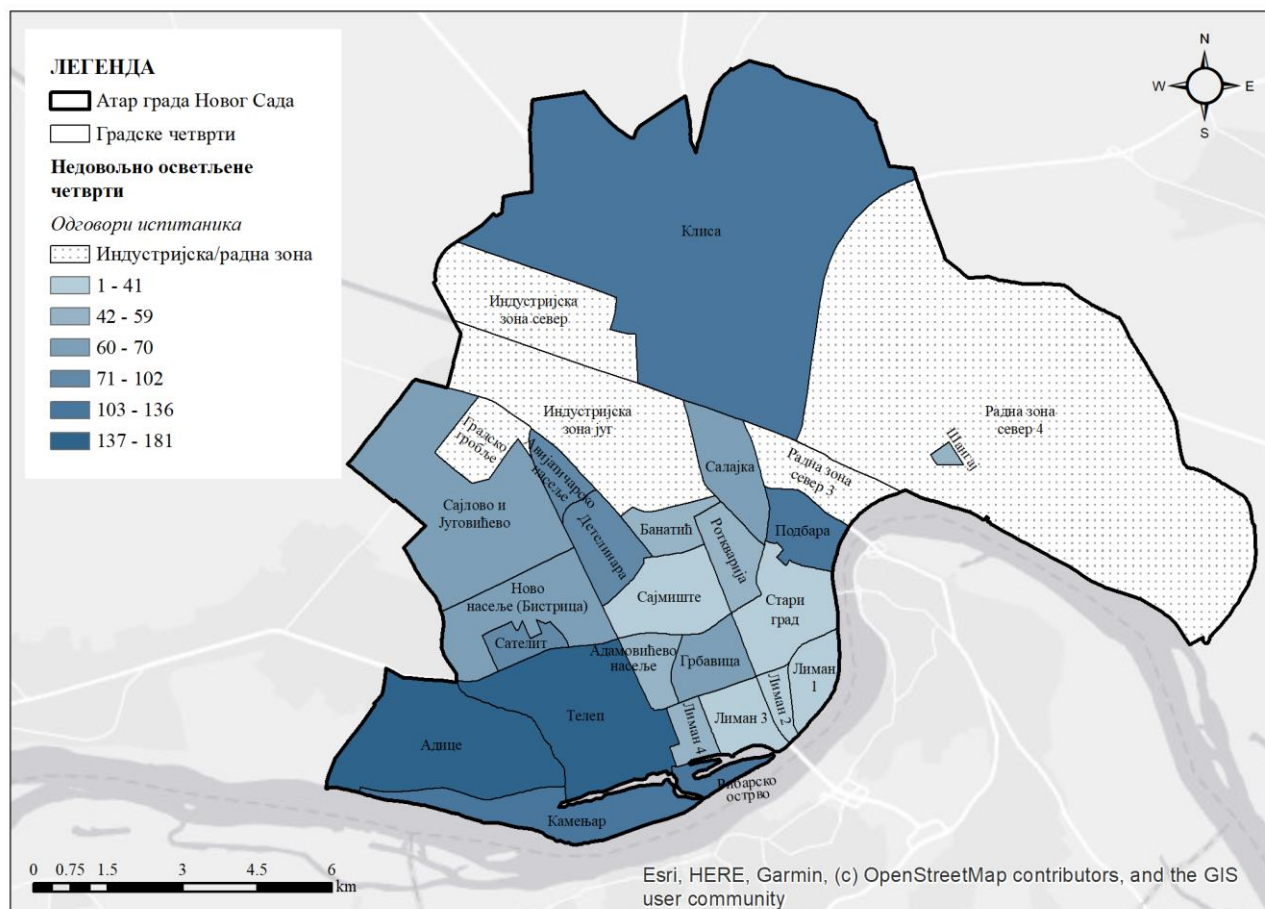 ЛЕГЕНДА
Атар града Новог Сада
Градске четврти
Недовољно осветљене
четврти
Одговори испитаника
Индустријска/радна зона
1 - 41
42 - 59
60 - 70
71 - 102
103 - 136
137 - 181
N
W
E
S
Клиса
Индустријска
зона север
Индустријска
зона југ
Радна зона
север 4
Шангај
Градско
гробље
Авијатичарско
насеље
Салајка
Радна зона
север 3
Сајлово и
Југовићево
Детелинара
Банатић
Роткварија
Подбара
Ново
насеље (Бистрица)
Сајмиште
Стари
град
Сателит
Адамовићево
насеље
Грбавица
Лиман
1
Телеп
Лиман 4
Лиман 3
Лиман 2
Адице
Рибарско
острво
Камењар
0 0.75 1.5 3 4.5 6
km
Esri, HERE, Garmin, (c) OpenStreetMap contributors, and the GIS
user community